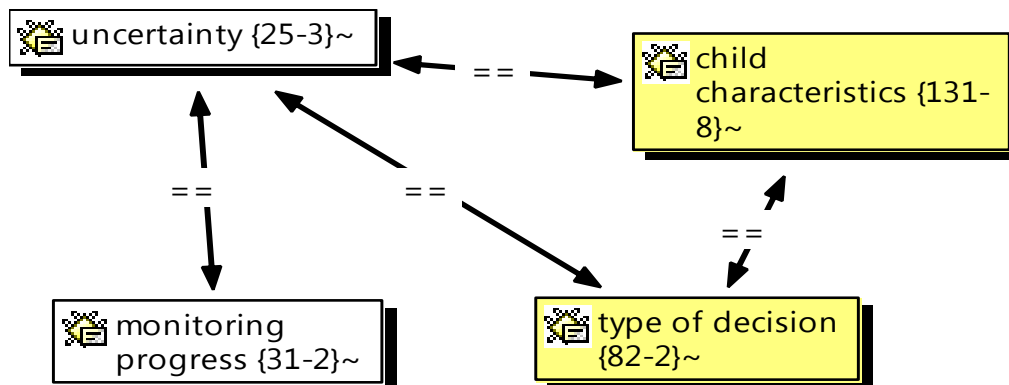 uncertainty {25-3}~
child
characteristics {131-
8}~
==
==
==
==
monitoring
progress {31-2}~
type of decision
{82-2}~